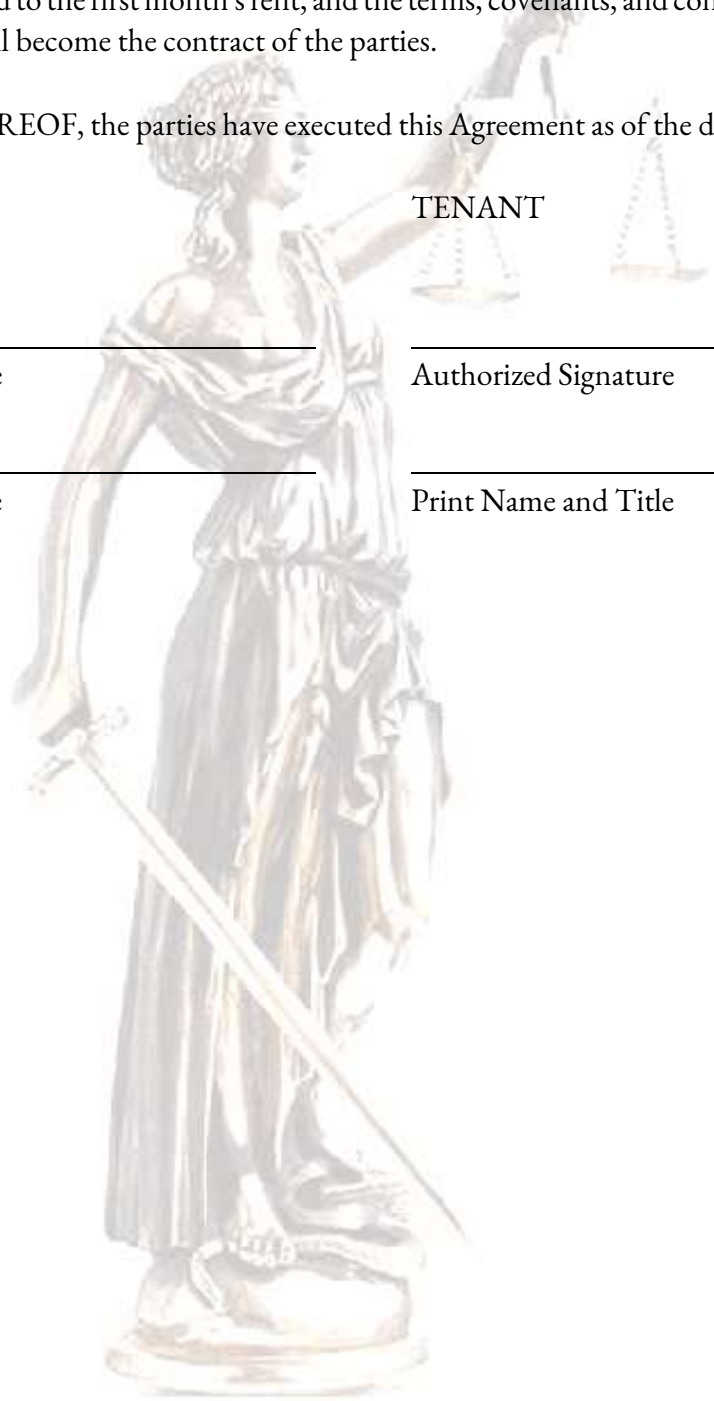 to the first month's rent, and the terms, covenants, and
become the contract of the parties.
REOF, the parties have executed this Agreement as of the
TENANT
Authorized Signature
Print Name and Title